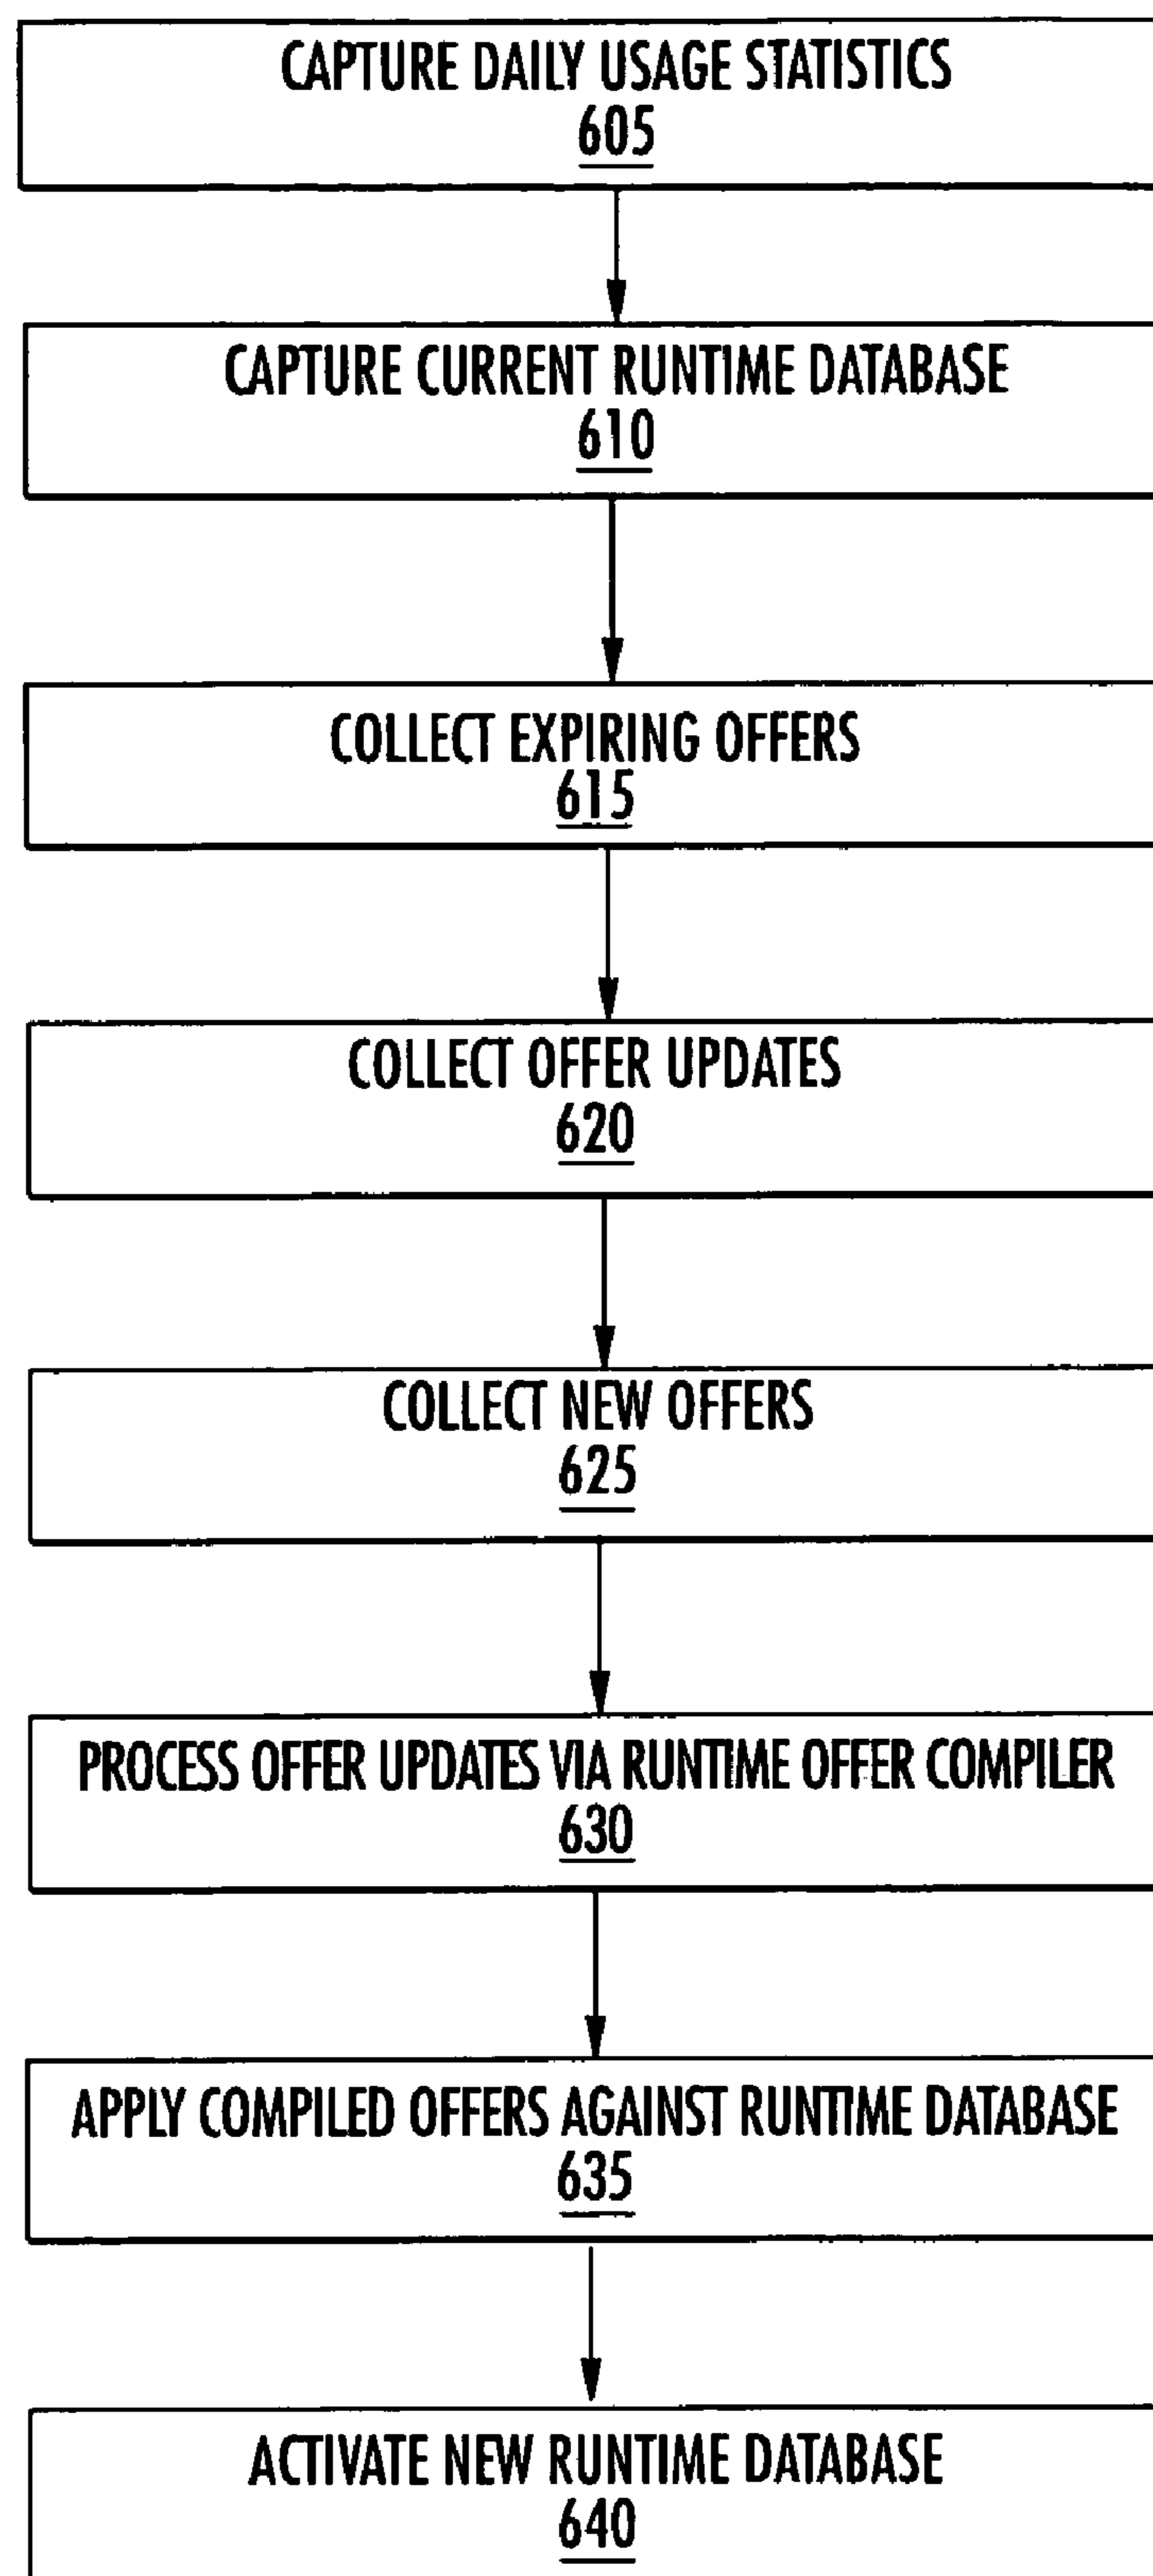 CAPTURE DAILY USAGE STATISTICS
605
CAPTURE CURRENT RUNTIME DATABASE
610
COLLECT EXPIRING OFFERS
615
COLLECT OFFER UPDATES
620
COLLECT NEW OFFERS
625
PROCESS OFFER UPDATES VIA RUNTIME OFFER COMPILER
630
APPLY COMPILED OFFERS AGAINST RUNTIME DATABASE
635
ACTIVATE NEW RUNTIME DATABASE
640